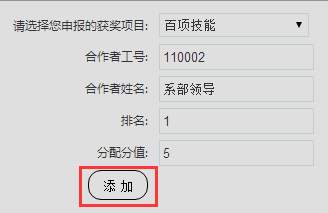 请选择您申报的获奖项目: 百项技能
合作者工号: 110002
合作者姓名: 系部领导
排名: 1
分配分值: 5
添 加